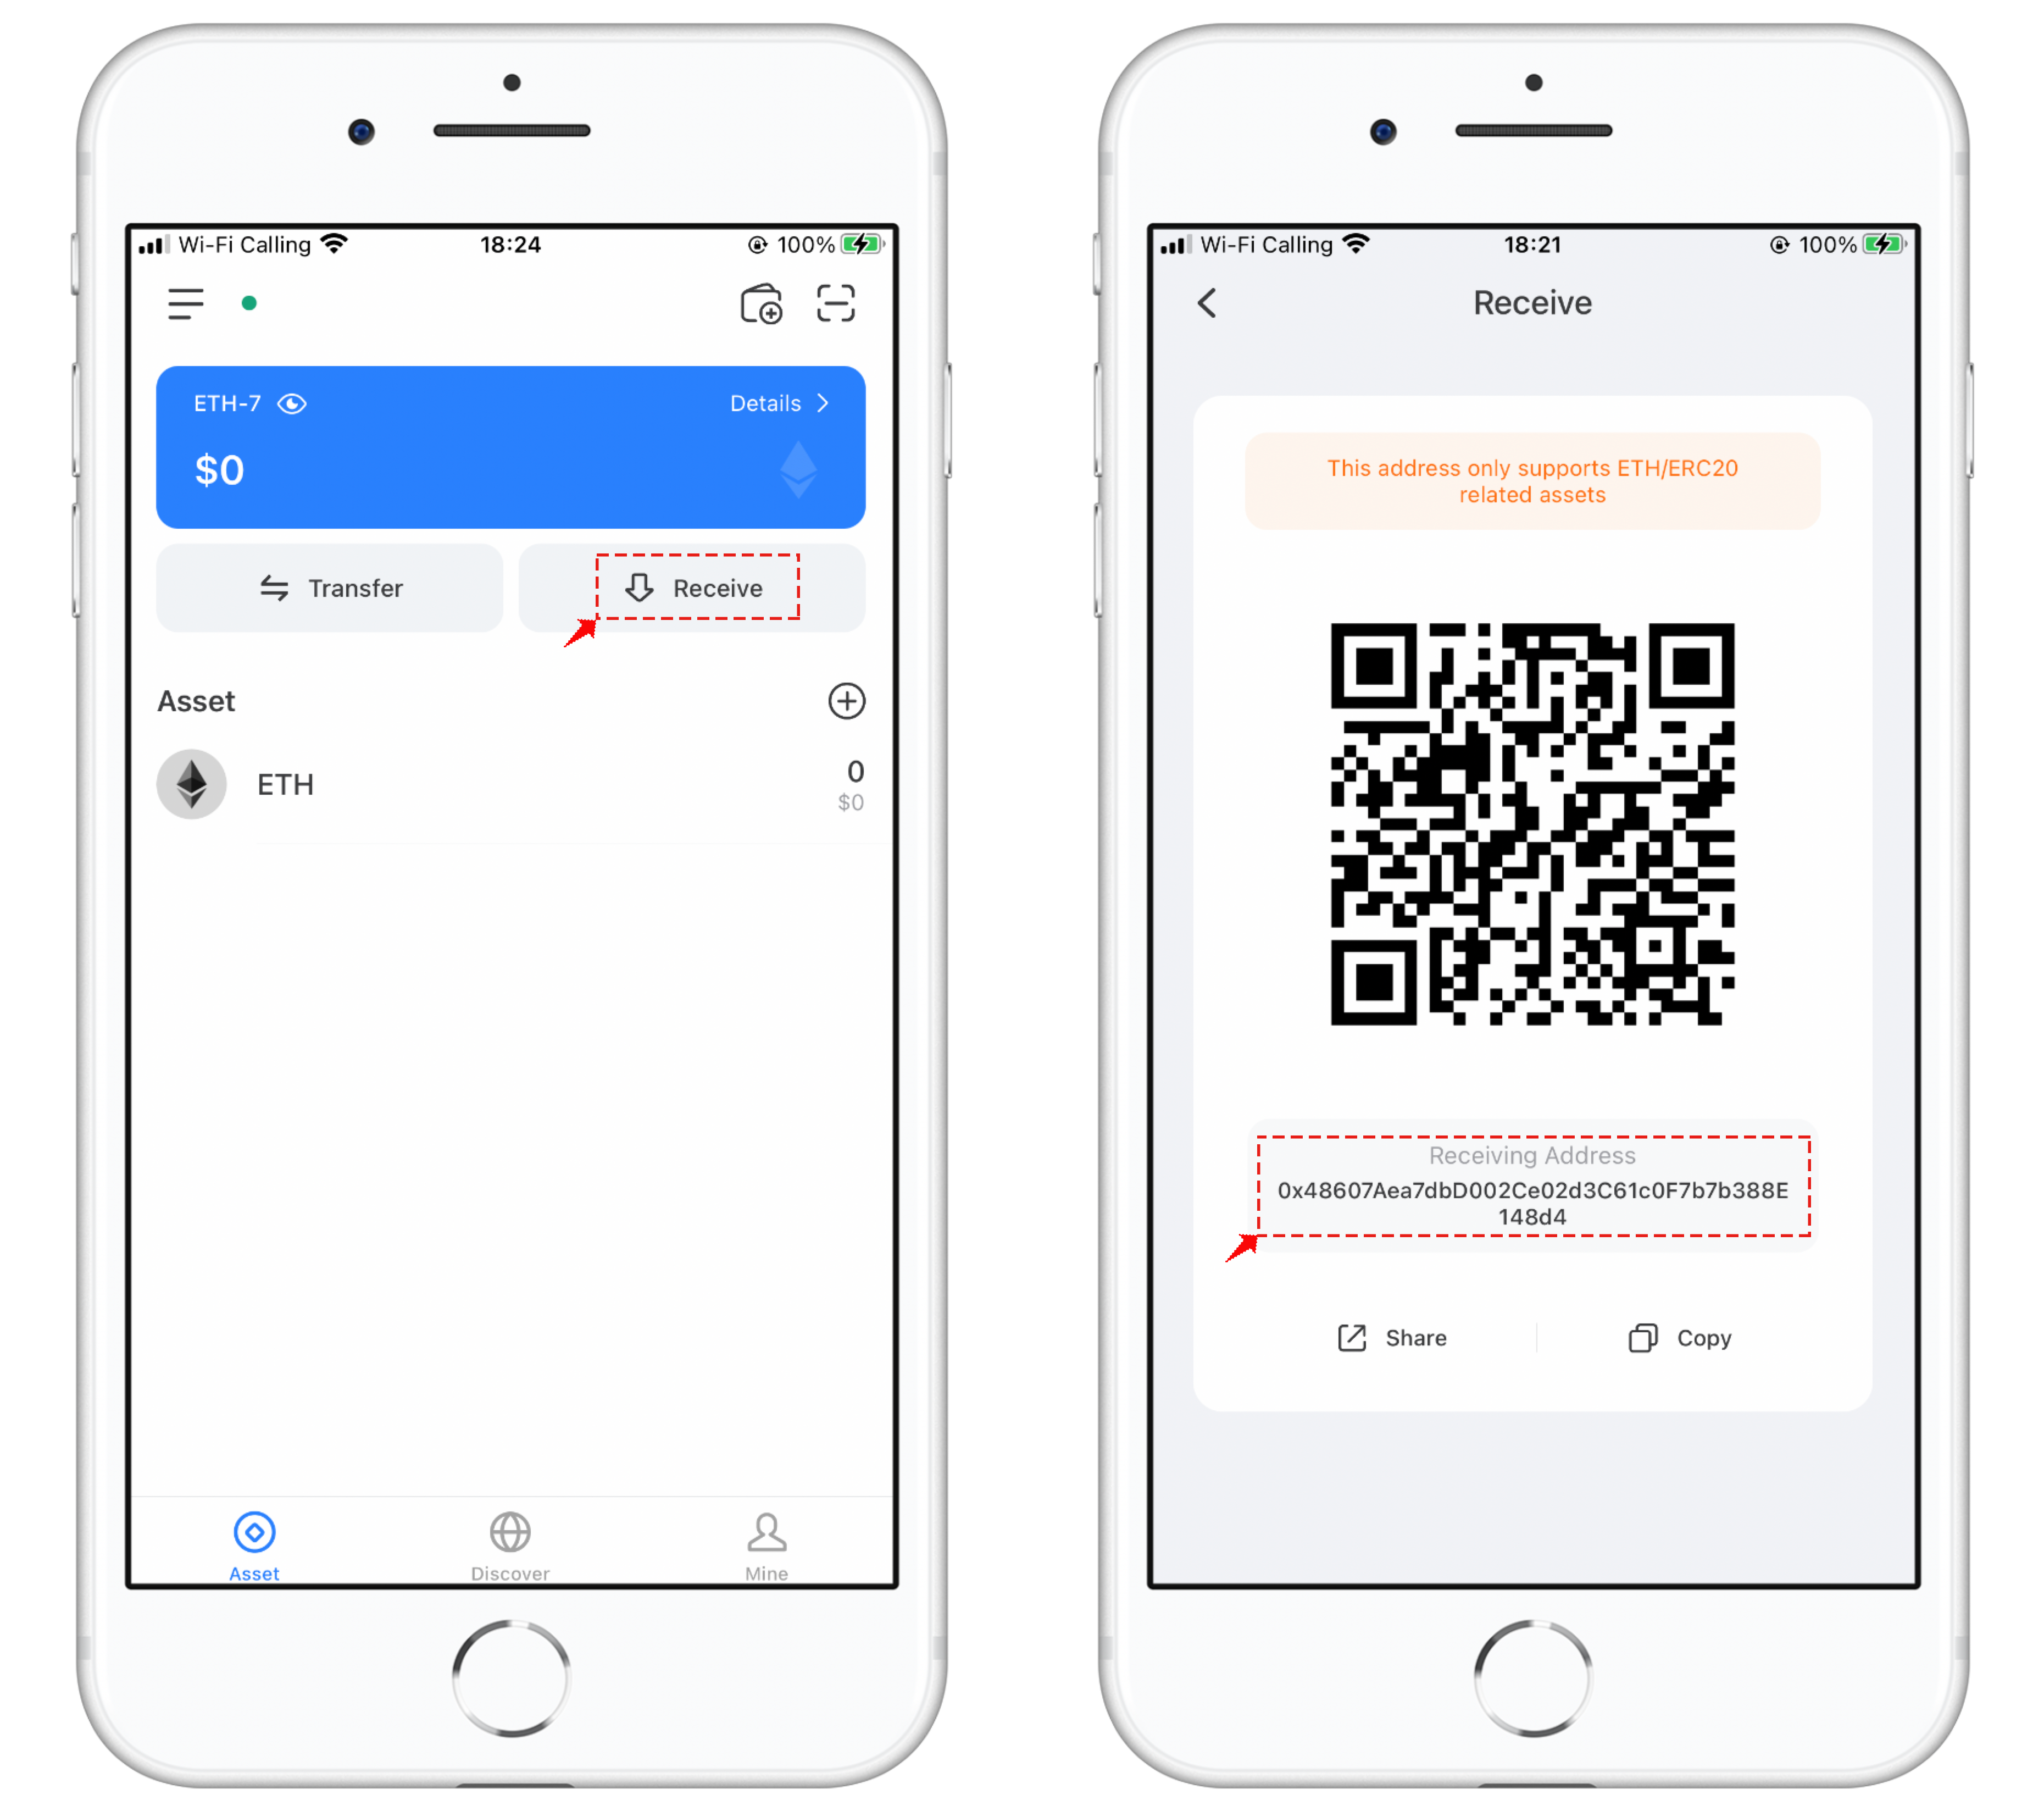 Wi-Fi Calling 18:24 100%
ETH-7 Details
$0
Transfer Receive
Asset
ETH 0
$0
Asset Discover Mine
Wi-Fi Calling 18:21 100%
Receive
This address only supports ETH/ERC20
related assets
Receiving Address
0x48607Aea7dbD002Ce02d3C61c0F7b7b388E
148d4
Share Copy